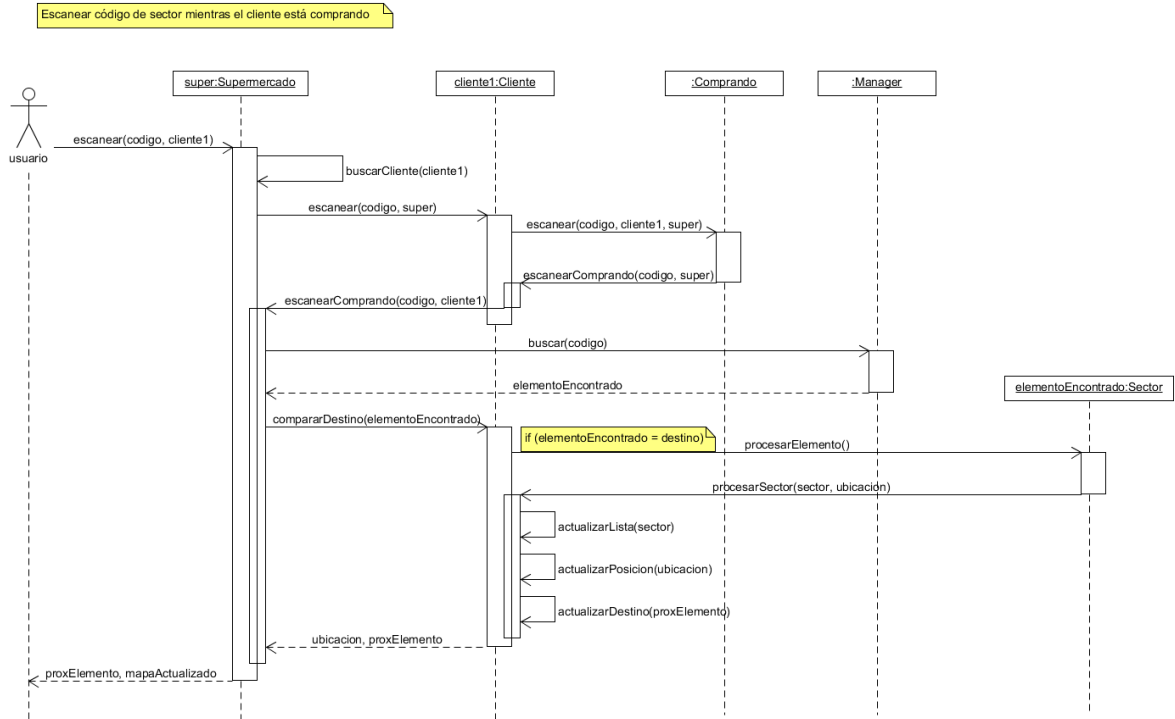 Escanear código de sector mientras el cliente está comprando
super:Supermercado
cliente1:Cliente
:Comprando
:Manager
usuario
escanear(codigo, cliente1)
buscarCliente(cliente1)
escanear(codigo, super)
escanear(codigo, cliente1, super)
escanearComprando(codigo, super)
escanearComprando(codigo, cliente1)
buscar(codigo)
elementoEncontrado
elementoEncontrado:Sector
compararDestino(elementoEncontrado)
if (elementoEncontrado = destino)
procesarElemento()
procesarSector(sector, ubicacion)
actualizarLista(sector)
actualizarPosicion(ubicacion)
actualizarDestino(proxElemento)
ubicacion, proxElemento
proxElemento, mapaActualizado